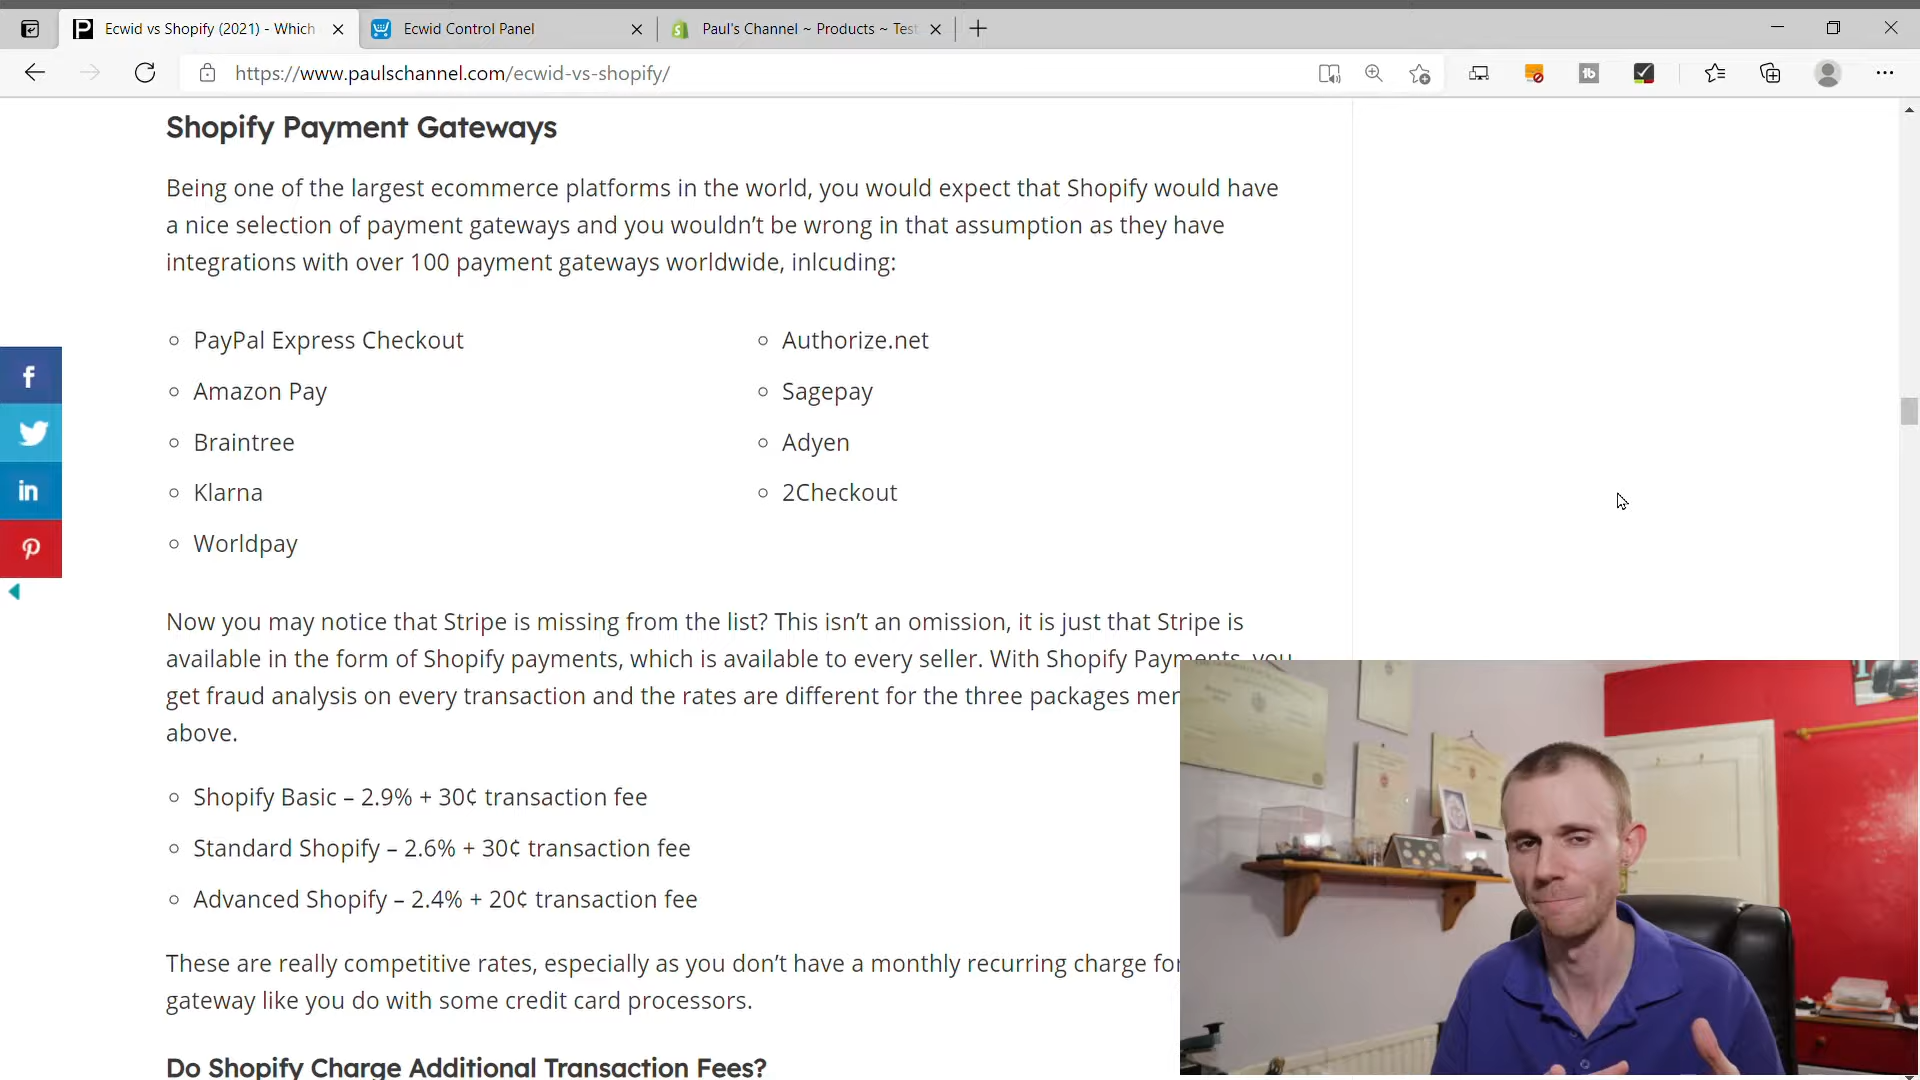 Ecwid vs Shopify (2021) - Which
Ecwid Control Panel
Paul's Channel ~ Products ~ Test
https://www.paulschannel.com/ecwid-vs-shopify/
Shopify Payment Gateways
Being one of the largest ecommerce platforms in the world, you would expect that Shopify would have
a nice selection of payment gateways and you wouldn't be wrong in that assumption as they have
integrations with over 100 payment gateways worldwide, inlcuding:
PayPal Express Checkout
Amazon Pay
Braintree
Klarna
Worldpay
Authorize.net
Sagepay
Adyen
2Checkout
Now you may notice that Stripe is missing from the list? This isn't an omission, it is just that Stripe is
available in the form of Shopify payments, which is available to every seller. With Shopify Payments, you
get fraud analysis on every transaction and the rates are different for the three packages
above.
Shopify Basic – 2.9% + 30¢ transaction fee
Standard Shopify – 2.6% + 30¢ transaction fee
Advanced Shopify – 2.4% + 20¢ transaction fee
These are really competitive rates, especially as you don't have a monthly recurring charge for
gateway like you do with some credit card processors.
Do Shopify Charge Additional Transaction Fees?